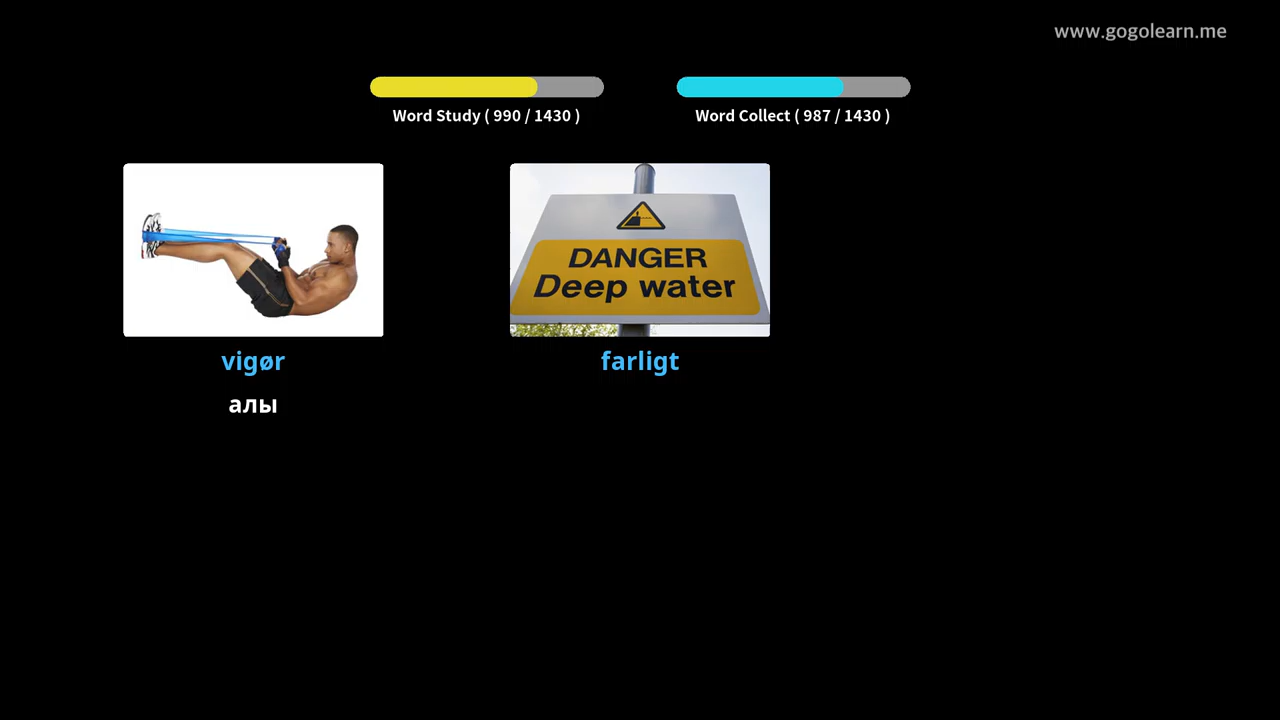 www.gogolearn.me
Word Study ( 990 / 1430 )
Word Collect ( 987 / 1430 )
DANGER
Deep water
vigør
farligt
алы